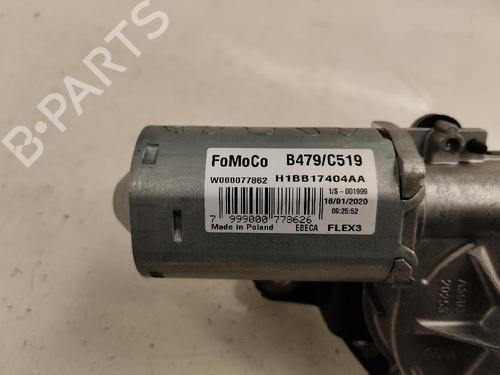 B-PARTS
FoMoCo B479/C519
W000077862 H1BB17404AA
1/S - 001999
16/01/2020
09:25:52
7 999000 778626
Made in Poland EBECA FLEX3